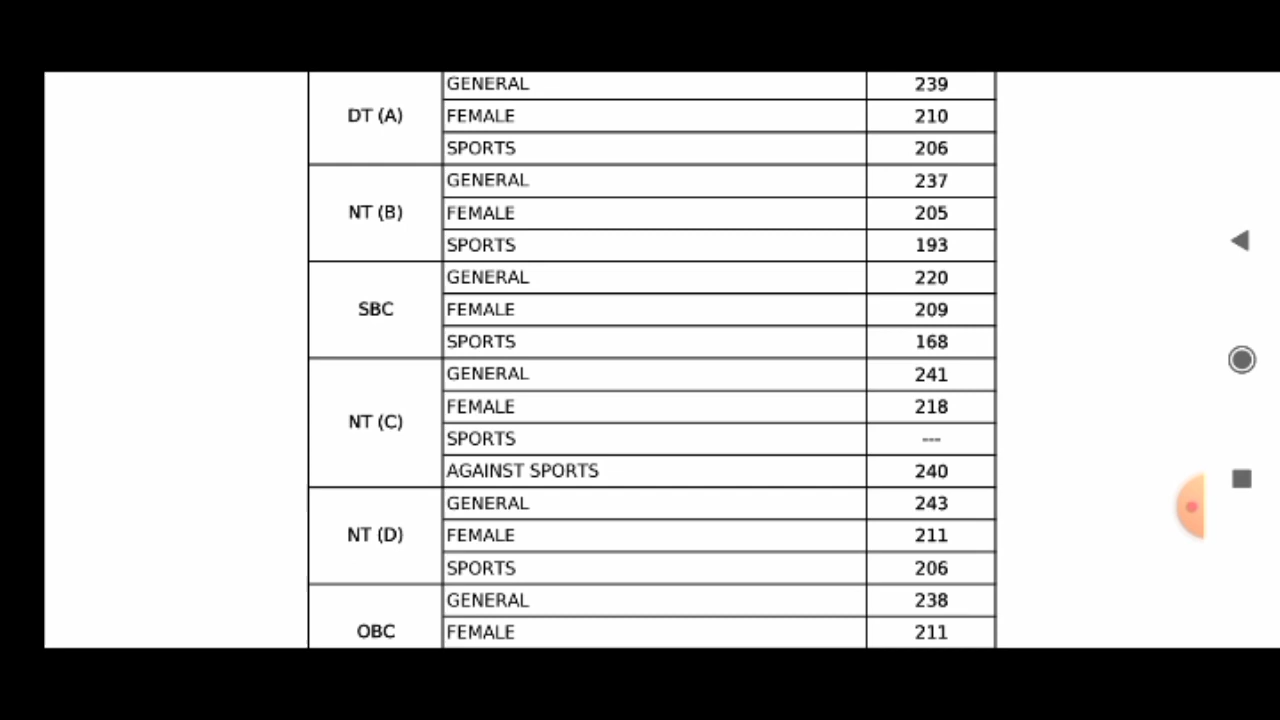 GENERAL 239
DT (A) FEMALE 210
SPORTS 206
GENERAL 237
NT (B) FEMALE 205
SPORTS 193
GENERAL 220
SBC FEMALE 209
SPORTS 168
GENERAL 241
FEMALE 218
NT (C)
SPORTS ---
AGAINST SPORTS 240
GENERAL 243
NT (D) FEMALE 211
SPORTS 206
GENERAL 238
OBC FEMALE 211